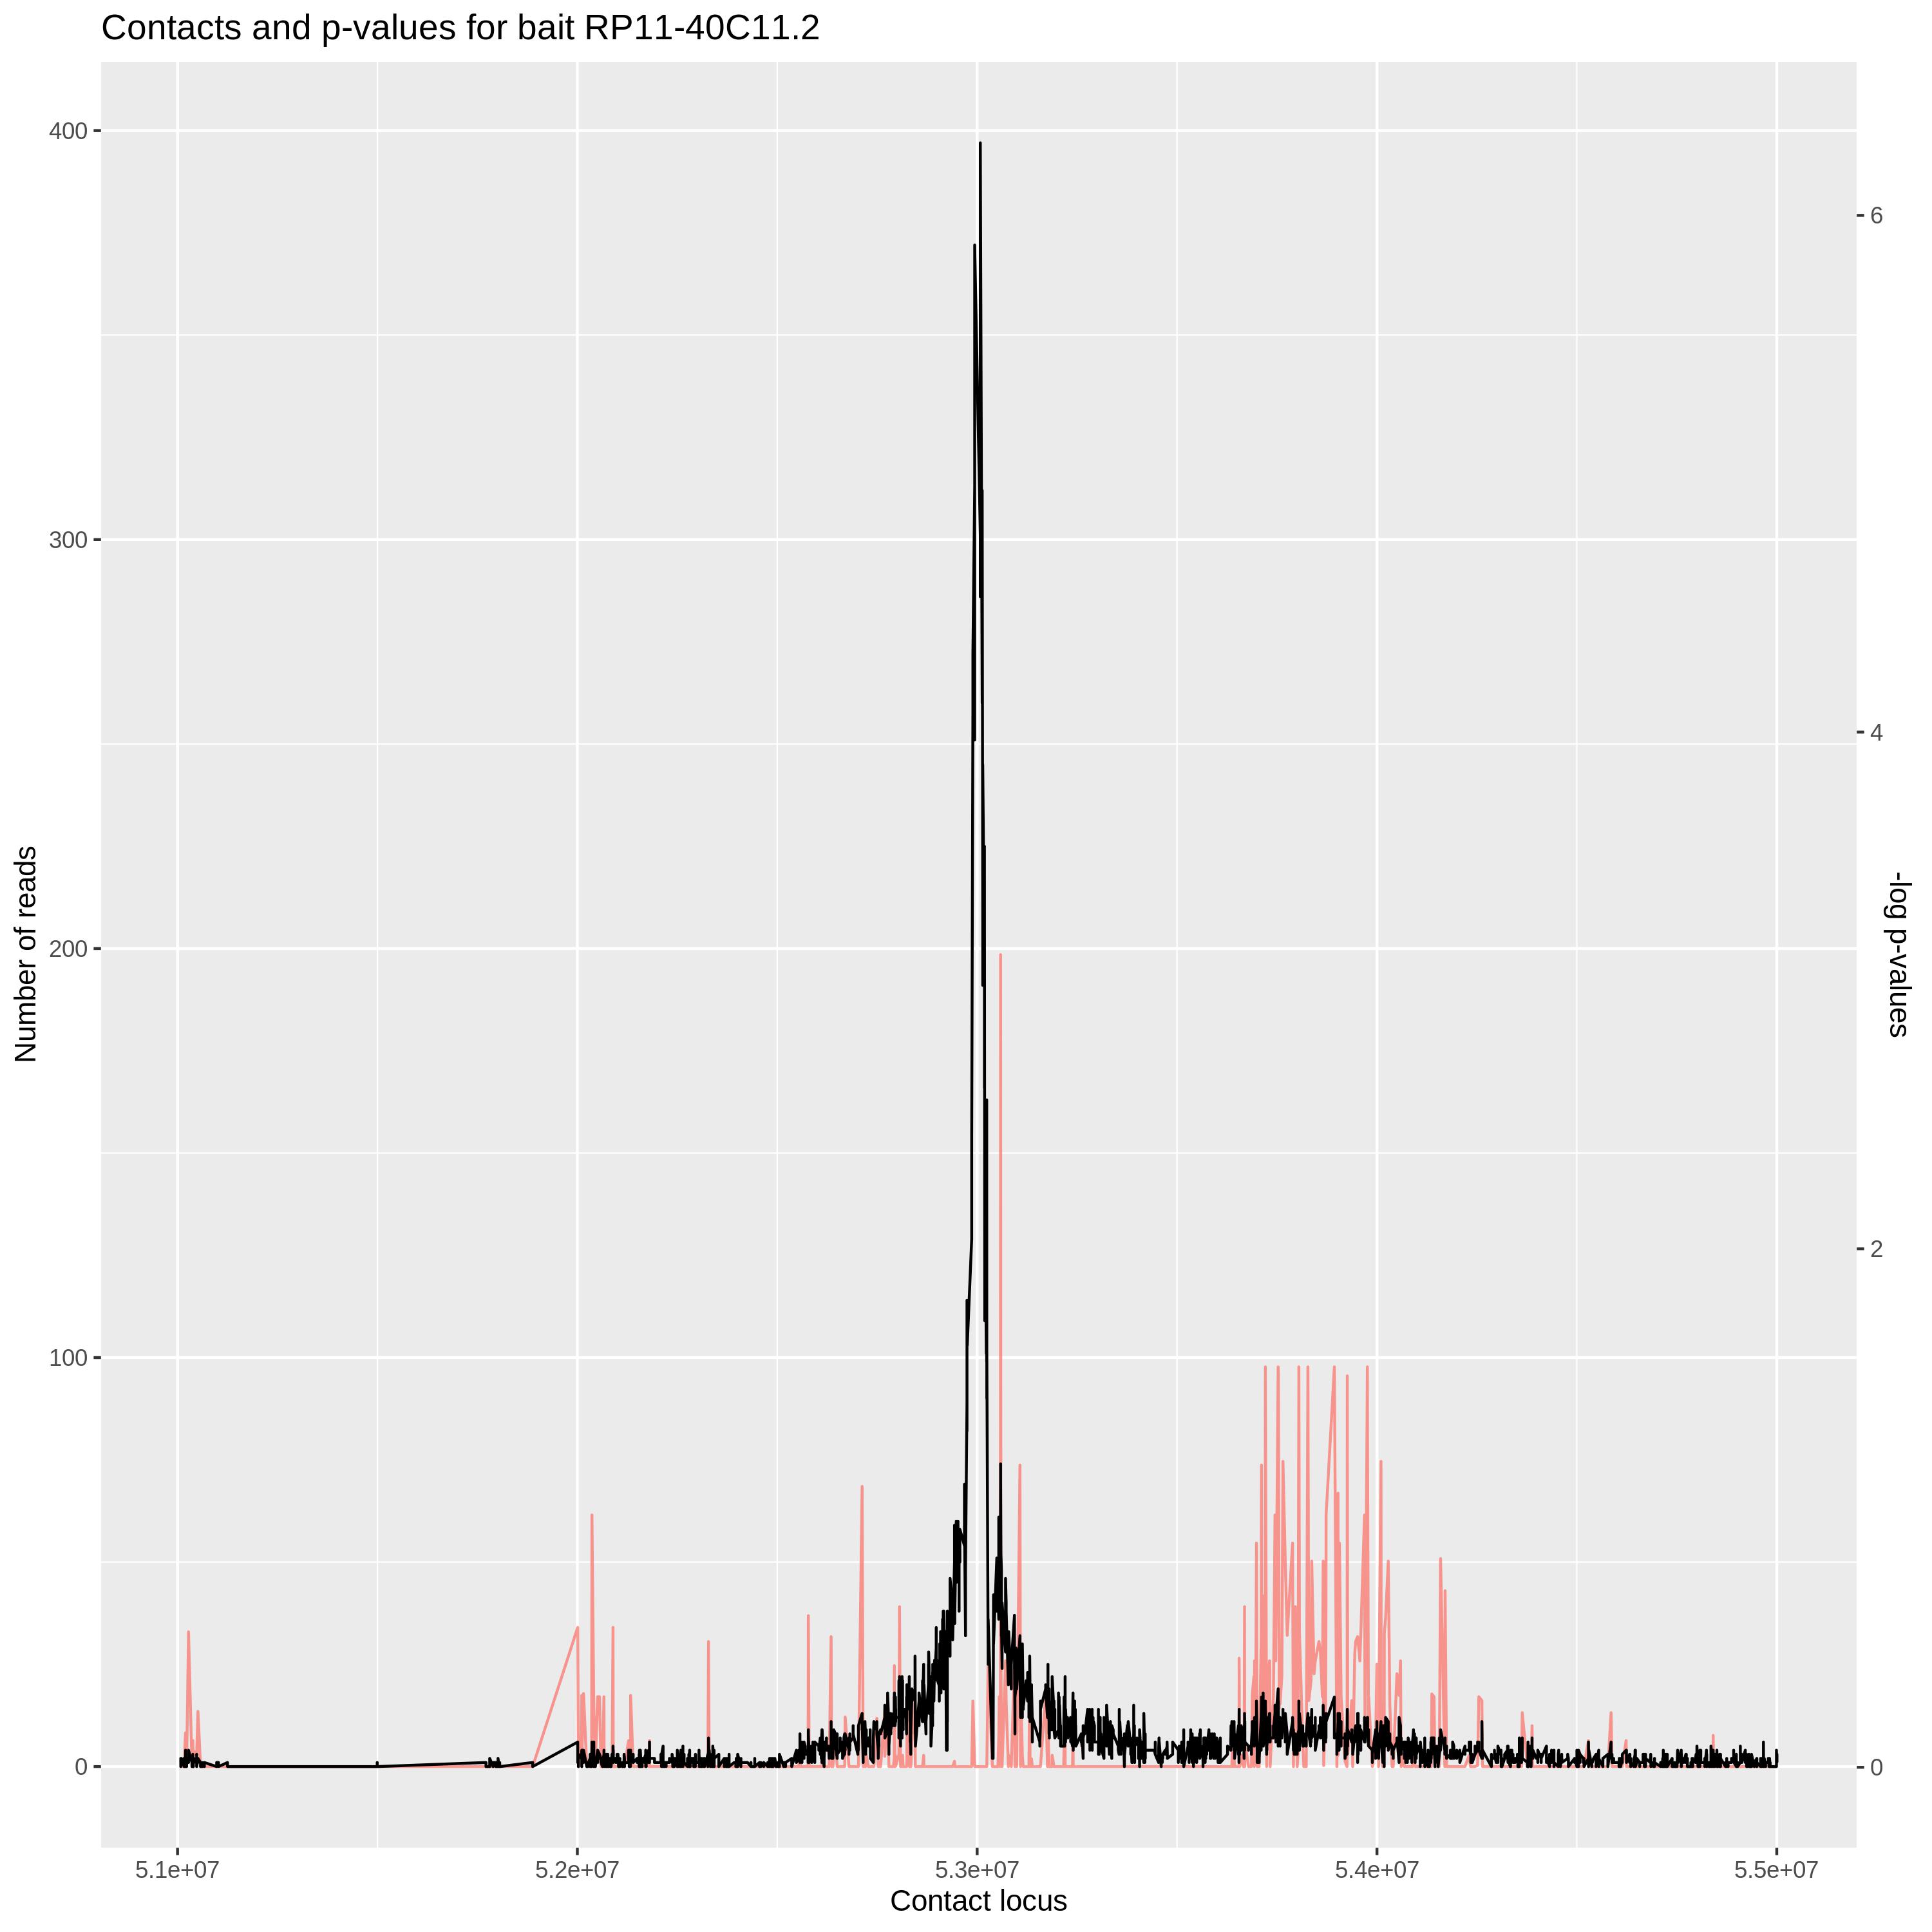 Contacts and p-values for bait RP11-40C11.2
400
300
200
100
0
Number of reads
6
4
2
0
-log p-values
5.1e+07
5.2e+07
5.3e+07
5.4e+07
5.5e+07
Contact locus